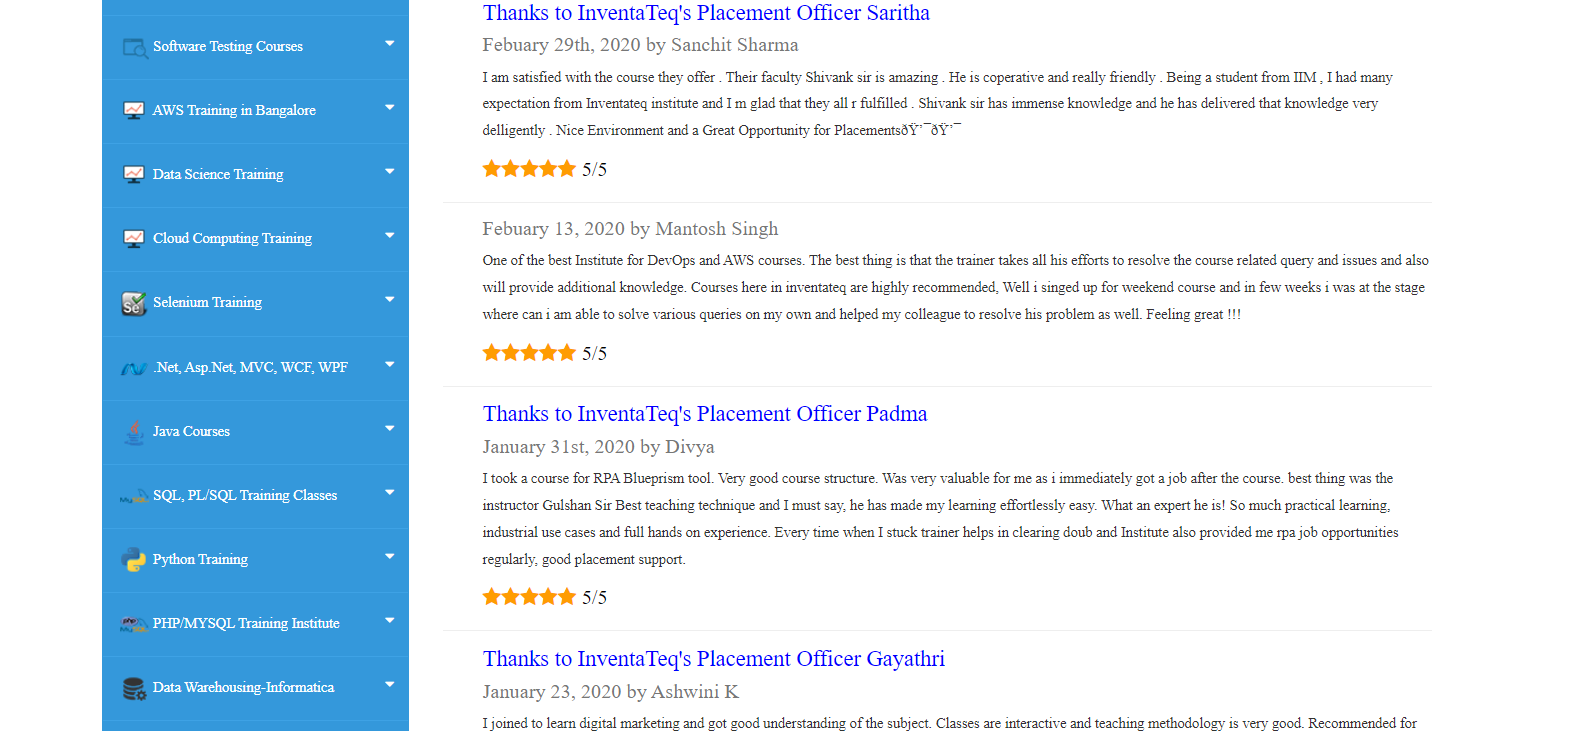 Software Testing Courses
AWS Training in Bangalore
Data Science Training
Cloud Computing Training
Selenium Training
.Net, Asp.Net, MVC, WCF, WPF
Java Courses
SQL, PL/SQL Training Classes
Python Training
PHP/MYSQL Training Institute
Data Warehousing-Informatica
Thanks to InventaTeq's Placement Officer Saritha
Febuary 29th, 2020 by Sanchit Sharma
I am satisfied with the course they offer . Their faculty Shivank sir is amazing . He is coperative and really friendly . Being a student from IIM , I had many
expectation from Inventateq institute and I m glad that they all r fulfilled . Shivank sir has immense knowledge and he has delivered that knowledge very
delligently . Nice Environment and a Great Opportunity for PlacementsðŸ’¯ðŸ’¯
5/5
Febuary 13, 2020 by Mantosh Singh
One of the best Institute for DevOps and AWS courses. The best thing is that the trainer takes all his efforts to resolve the course related query and issues and also
will provide additional knowledge. Courses here in inventateq are highly recommended, Well i singed up for weekend course and in few weeks i was at the stage
where can i am able to solve various queries on my own and helped my colleague to resolve his problem as well. Feeling great !!!
5/5
Thanks to InventaTeq's Placement Officer Padma
January 31st, 2020 by Divya
I took a course for RPA Blueprism tool. Very good course structure. Was very valuable for me as i immediately got a job after the course. best thing was the
instructor Gulshan Sir Best teaching technique and I must say, he has made my learning effortlessly easy. What an expert he is! So much practical learning,
industrial use cases and full hands on experience. Every time when I stuck trainer helps in clearing doub and Institute also provided me rpa job opportunities
regularly, good placement support.
5/5
Thanks to InventaTeq's Placement Officer Gayathri
January 23, 2020 by Ashwini K
I joined to learn digital marketing and got good understanding of the subject. Classes are interactive and teaching methodology is very good. Recommended for